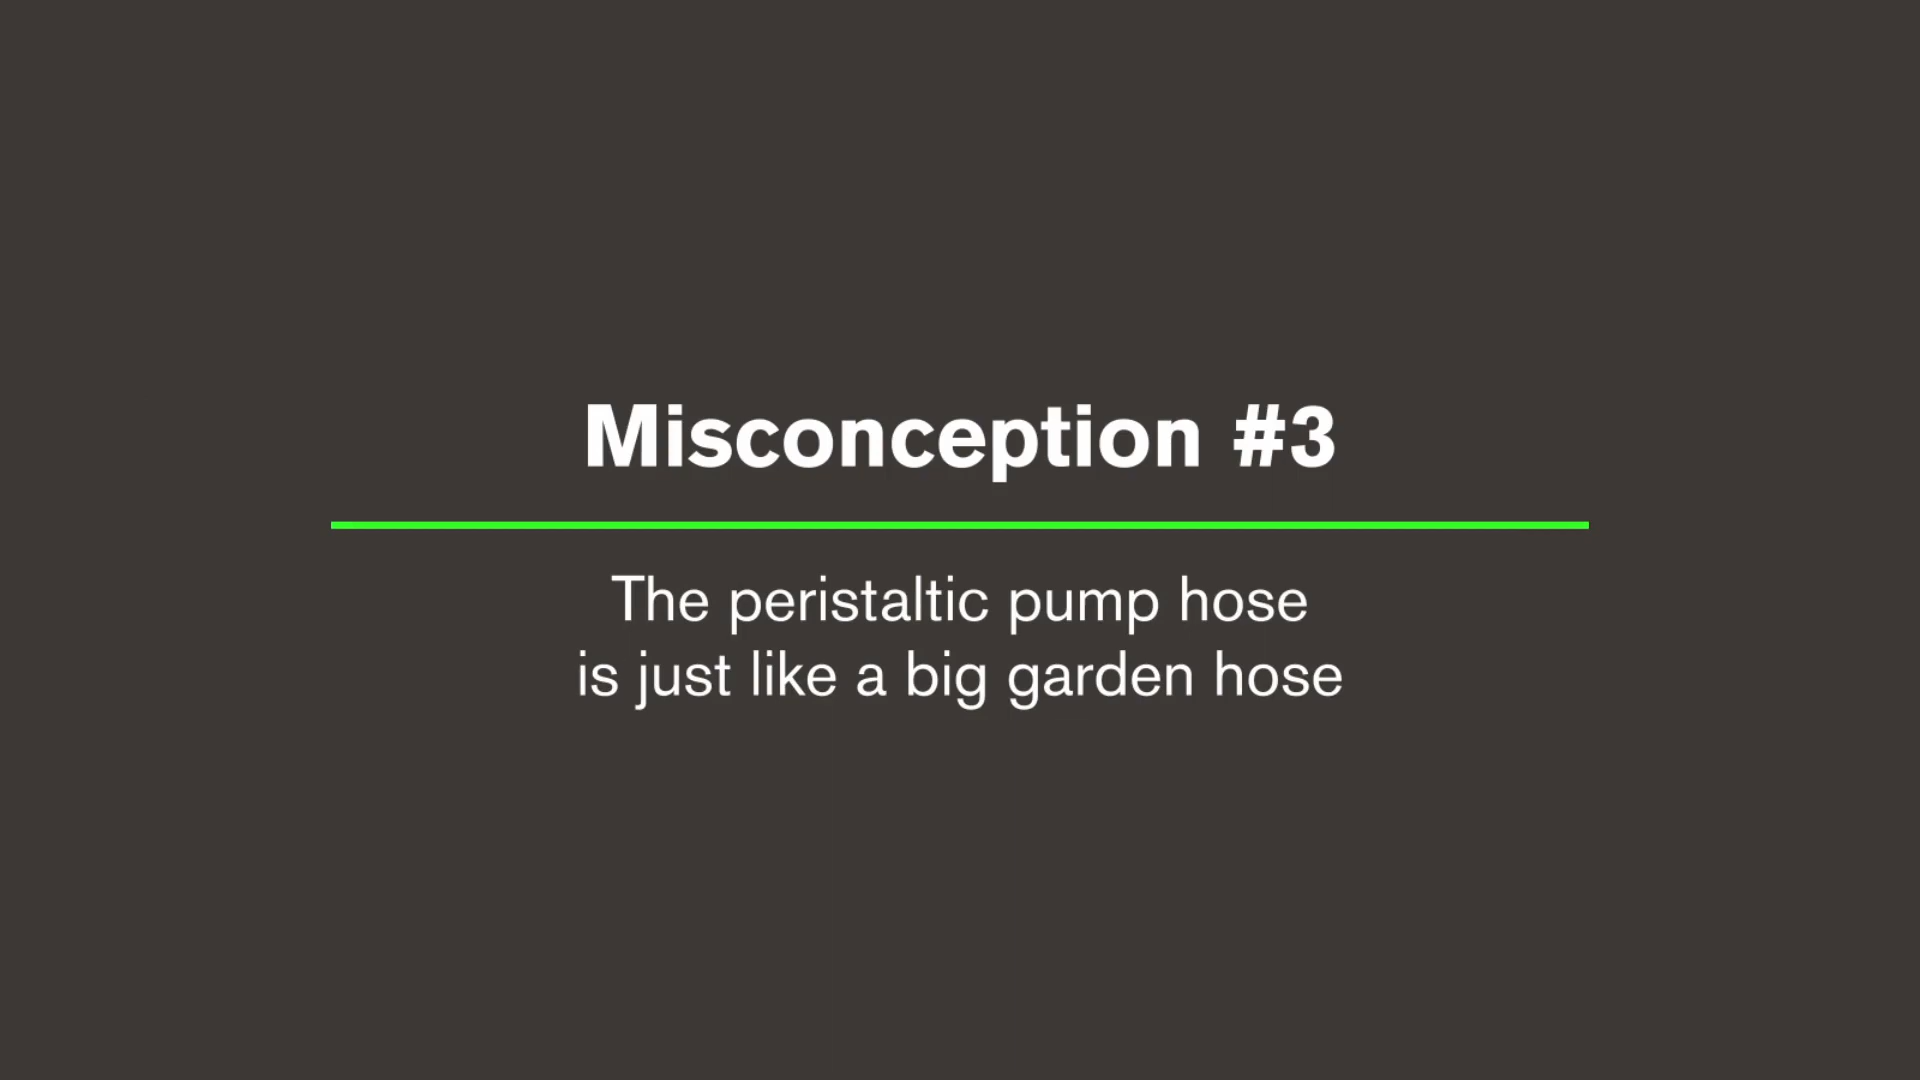 Misconception #3
The peristaltic pump hose
is just like a big garden hose